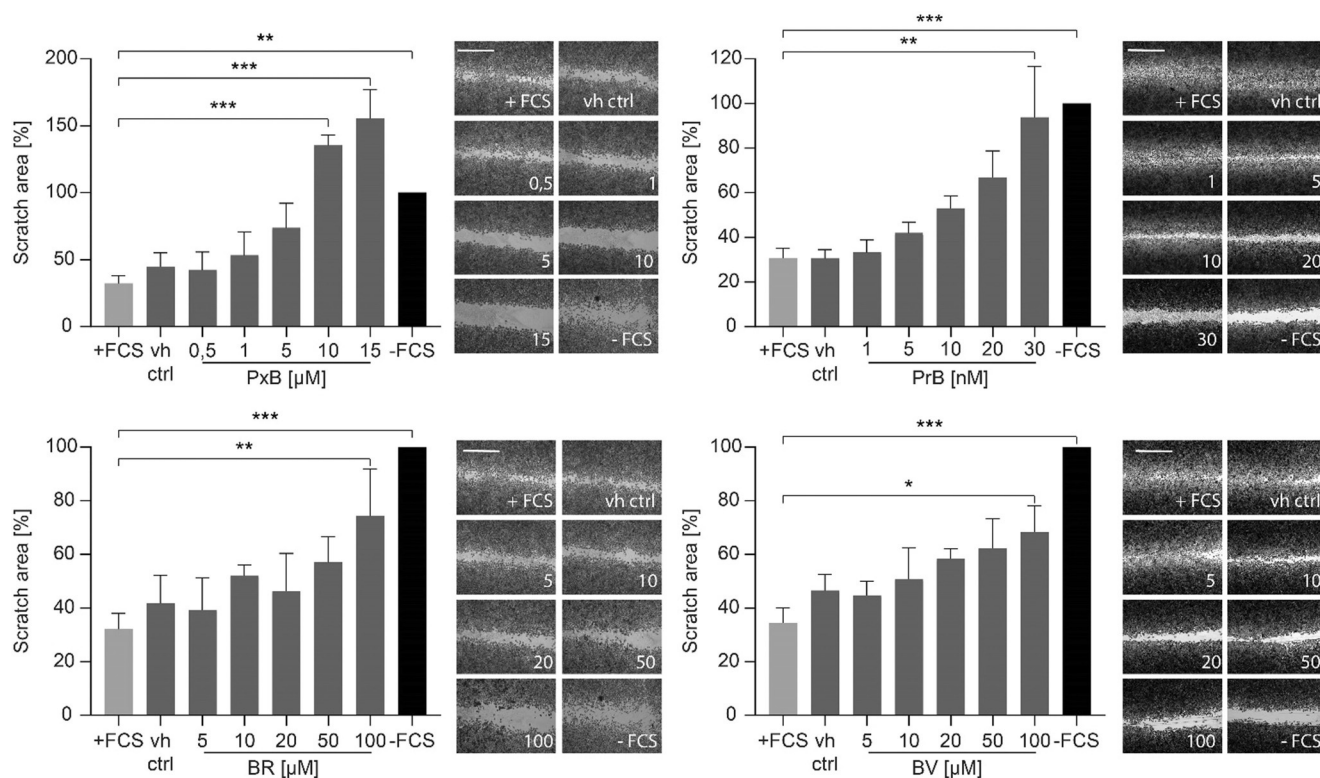 **
***
***
200
150
100
50
0
Scratch area [%]
+FCS vh ctrl 0,5 1 5 10 15 -FCS
PxB [µM]
+ FCS vh ctrl
0,5 1
5 10
15 - FCS
***
**
120
100
80
60
40
20
0
Scratch area [%]
+FCS vh ctrl 1 5 10 20 30 -FCS
PrB [nM]
+ FCS vh ctrl
1 5
10 20
30 - FCS
***
**
100
80
60
40
20
0
Scratch area [%]
+FCS vh ctrl 5 10 20 50 100 -FCS
BR [µM]
+ FCS vh ctrl
5 10
20 50
100 - FCS
***
*
100
80
60
40
20
0
Scratch area [%]
+FCS vh ctrl 5 10 20 50 100 -FCS
BV [µM]
+ FCS vh ctrl
5 10
20 50
100 - FCS